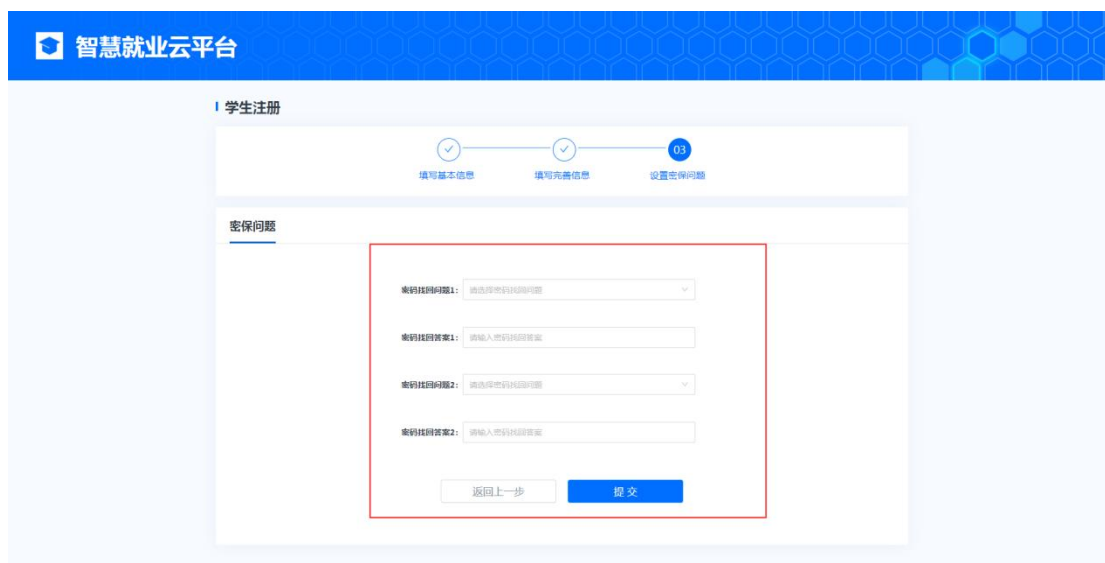 智慧就业云平台
学生注册
03
填写基本信息 填写完善信息 设置密保问题
密保问题
密码找回问题1: 请选择密码找回问题
密码找回答案1: 请输入密码找回答案
密码找回问题2: 请选择密码找回问题
密码找回答案2: 请输入密码找回答案
返回上一步 提交